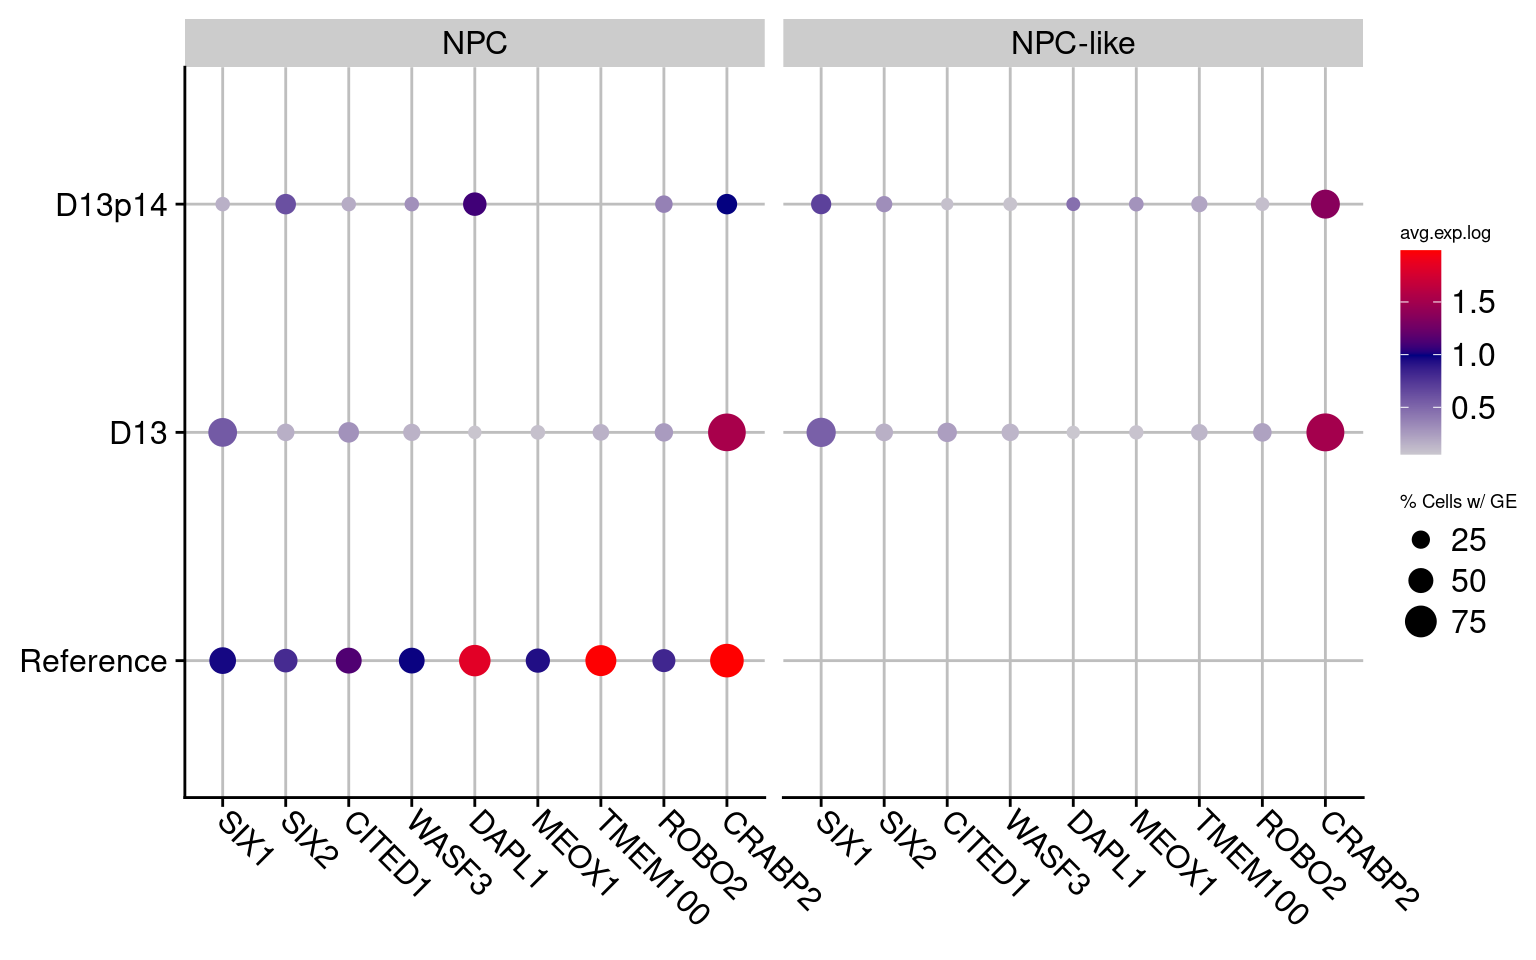 NPC
NPC-like
D13p14
D13
Reference
SIX1
SIX2
CITED1
WASF3
DAPL1
MEOX1
TMEM100
ROBO2
CRABP2
SIX1
SIX2
CITED1
WASF3
DAPL1
MEOX1
TMEM100
ROBO2
CRABP2
avg.exp.log
1.5
1.0
0.5
% Cells w/ GE
25
50
75